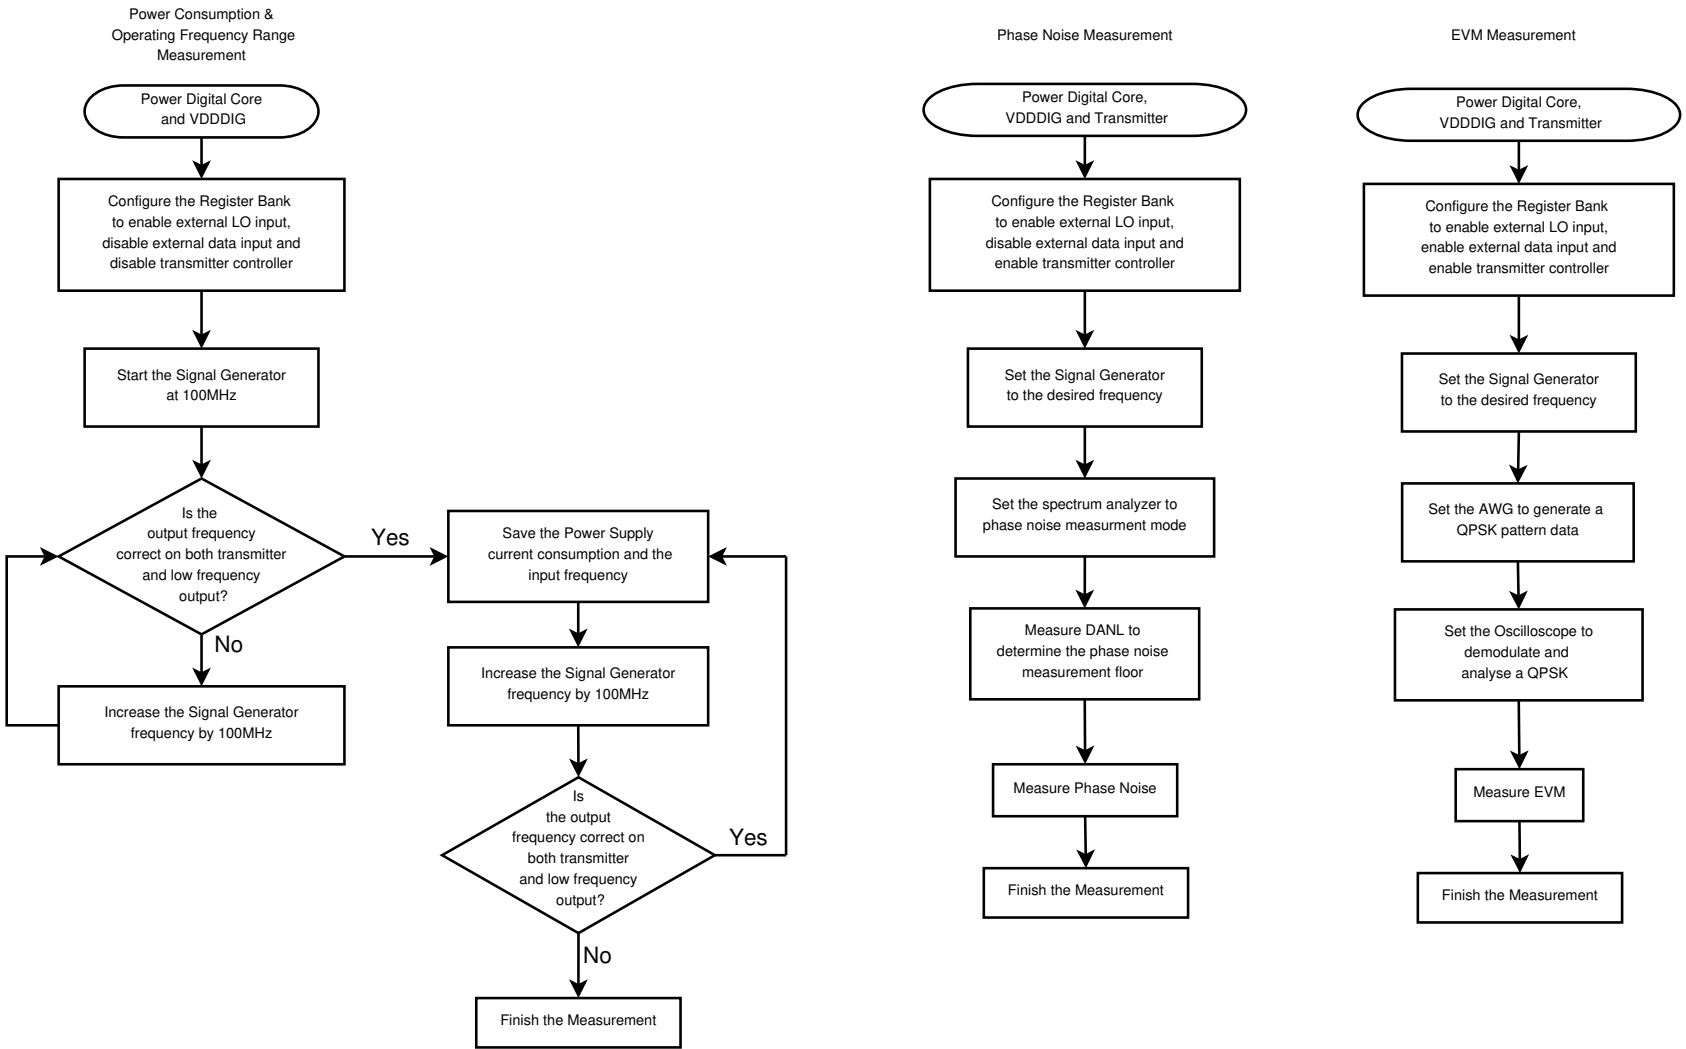 Power Consumption &
Operating Frequency Range
Measurement
Power Digital Core
and VDDDIG
Configure the Register Bank
to enable external LO input,
disable external data input and
disable transmitter controller
Start the Signal Generator
at 100MHz
Is the
output frequency
correct on both transmitter
and low frequency
output?
Yes
No
Increase the Signal Generator
frequency by 100MHz
Save the Power Supply
current consumption and the
input frequency
Increase the Signal Generator
frequency by 100MHz
Is
the output
frequency correct on
both transmitter
and low frequency
output?
Yes
No
Finish the Measurement
Phase Noise Measurement
Power Digital Core,
VDDDIG and Transmitter
Configure the Register Bank
to enable external LO input,
disable external data input and
enable transmitter controller
Set the Signal Generator
to the desired frequency
Set the spectrum analyzer to
phase noise measurment mode
Measure DANL to
determine the phase noise
measurement floor
Measure Phase Noise
Finish the Measurement
EVM Measurement
Power Digital Core,
VDDDIG and Transmitter
Configure the Register Bank
to enable external LO input,
enable external data input and
enable transmitter controller
Set the Signal Generator
to the desired frequency
Set the AWG to generate a
QPSK pattern data
Set the Oscilloscope to
demodulate and
analyse a QPSK
Measure EVM
Finish the Measurement